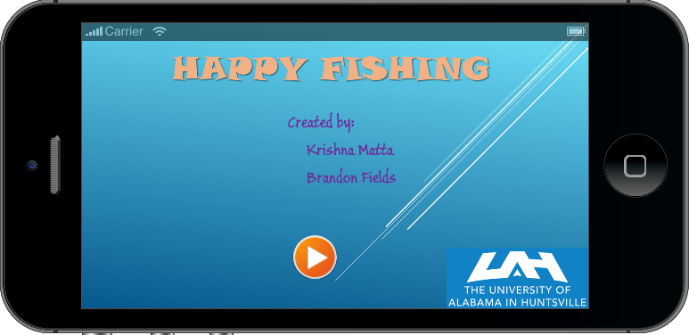 Carrier
HAPPY FISHING
Created by:
Krishna Matta
Brandon Fields
UAH
THE UNIVERSITY OF
ALABAMA IN HUNTSVILLE